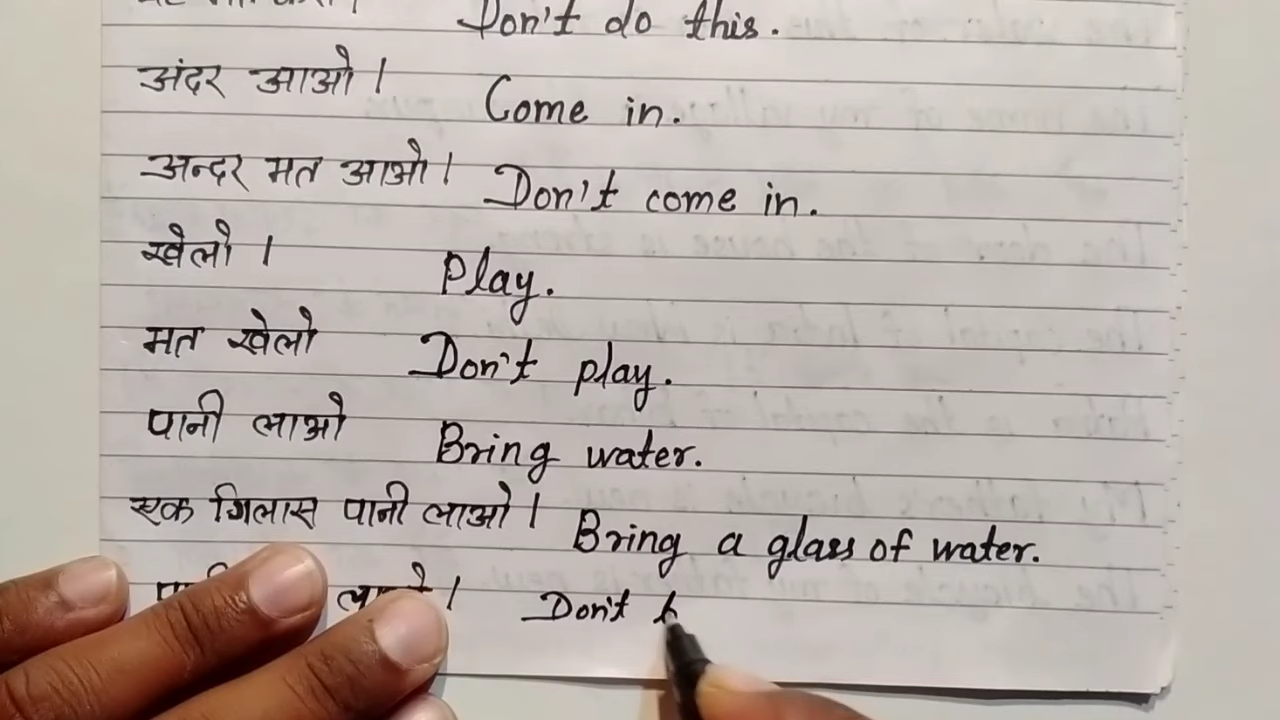 Don't do this.
अंदर आओ। Come in.
अन्दर मत आओ। Don't come in.
खेलो। Play.
मत खेलो Don't play.
पानी लाओ Bring water.
एक गिलास पानी लाओ। Bring a glass of water.
Don't